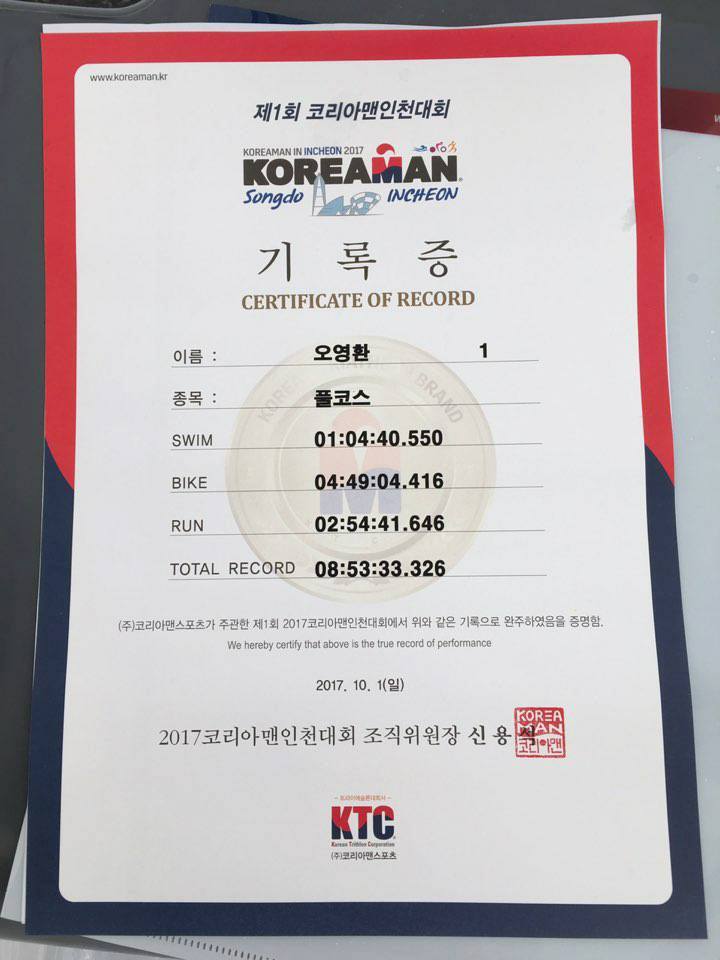 www.koreaman.kr
제1회 코리아맨인천대회
KOREAMAN IN INCHEON 2017
KOREAMAN
Songdo INCHEON
기 록 증
CERTIFICATE OF RECORD
이름 : 오영환 1
종목 : 풀코스
SWIM 01:04:40.550
BIKE 04:49:04.416
RUN 02:54:41.646
TOTAL RECORD 08:53:33.326
(주)코리아맨스포츠가 주관한 제1회 2017코리아맨인천대회에서 위와 같은 기록으로 완주하였음을 증명함.
We hereby certify that above is the true record of performance
2017. 10. 1(일)
2017코리아맨인천대회 조직위원장 신 용
KOREA
MAN
코리아맨
KTC
(주)코리아맨스포츠